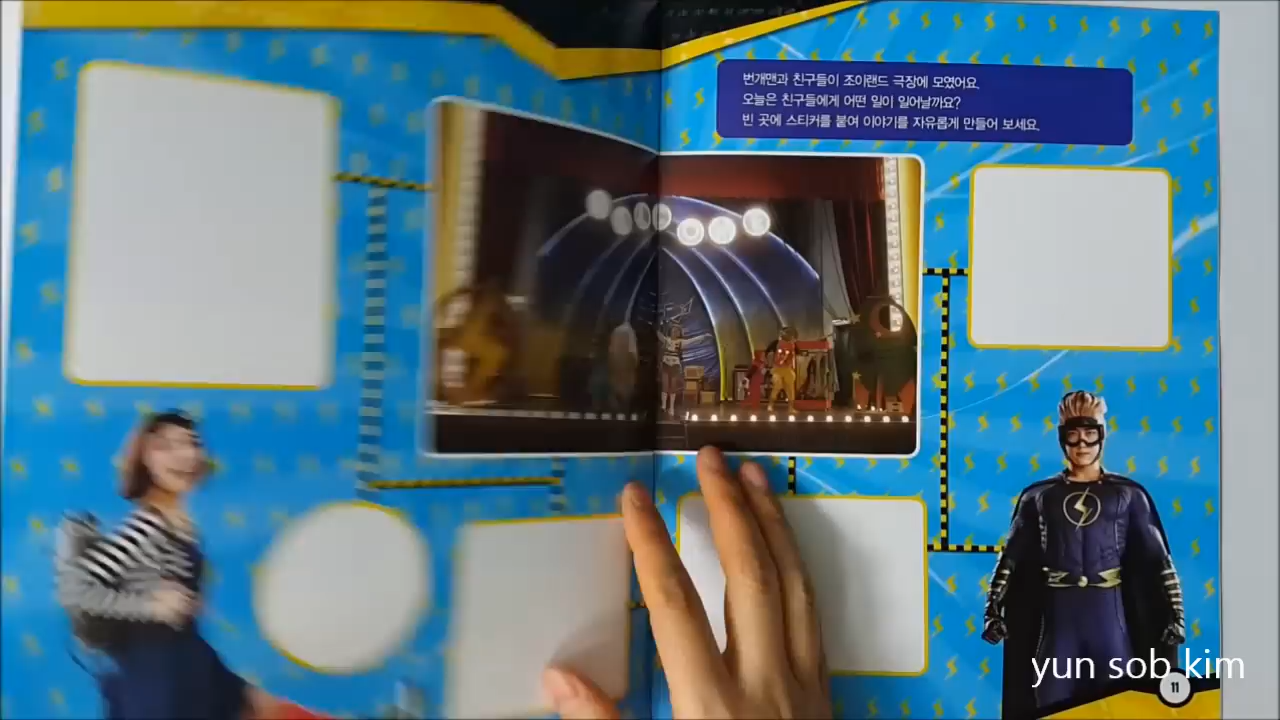 번개맨과 친구들이 조이랜드 극장에 모였어요.
오늘은 친구들에게 어떤 일이 일어날까요?
빈 곳에 스티커를 붙여 이야기를 자유롭게 만들어 보세요.
yun sob kim
11